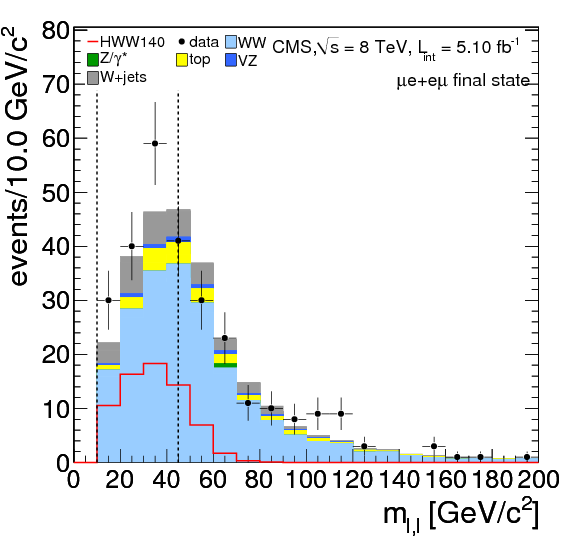 HWW140
data
WW
Z/γ*
top
VZ
W+jets
CMS,√s = 8 TeV, L_int = 5.10 fb⁻¹
μe+eμ final state
events/10.0 GeV/c²
80
70
60
50
40
30
20
10
0
0 20 40 60 80 100 120 140 160 180 200
m_l,l [GeV/c²]